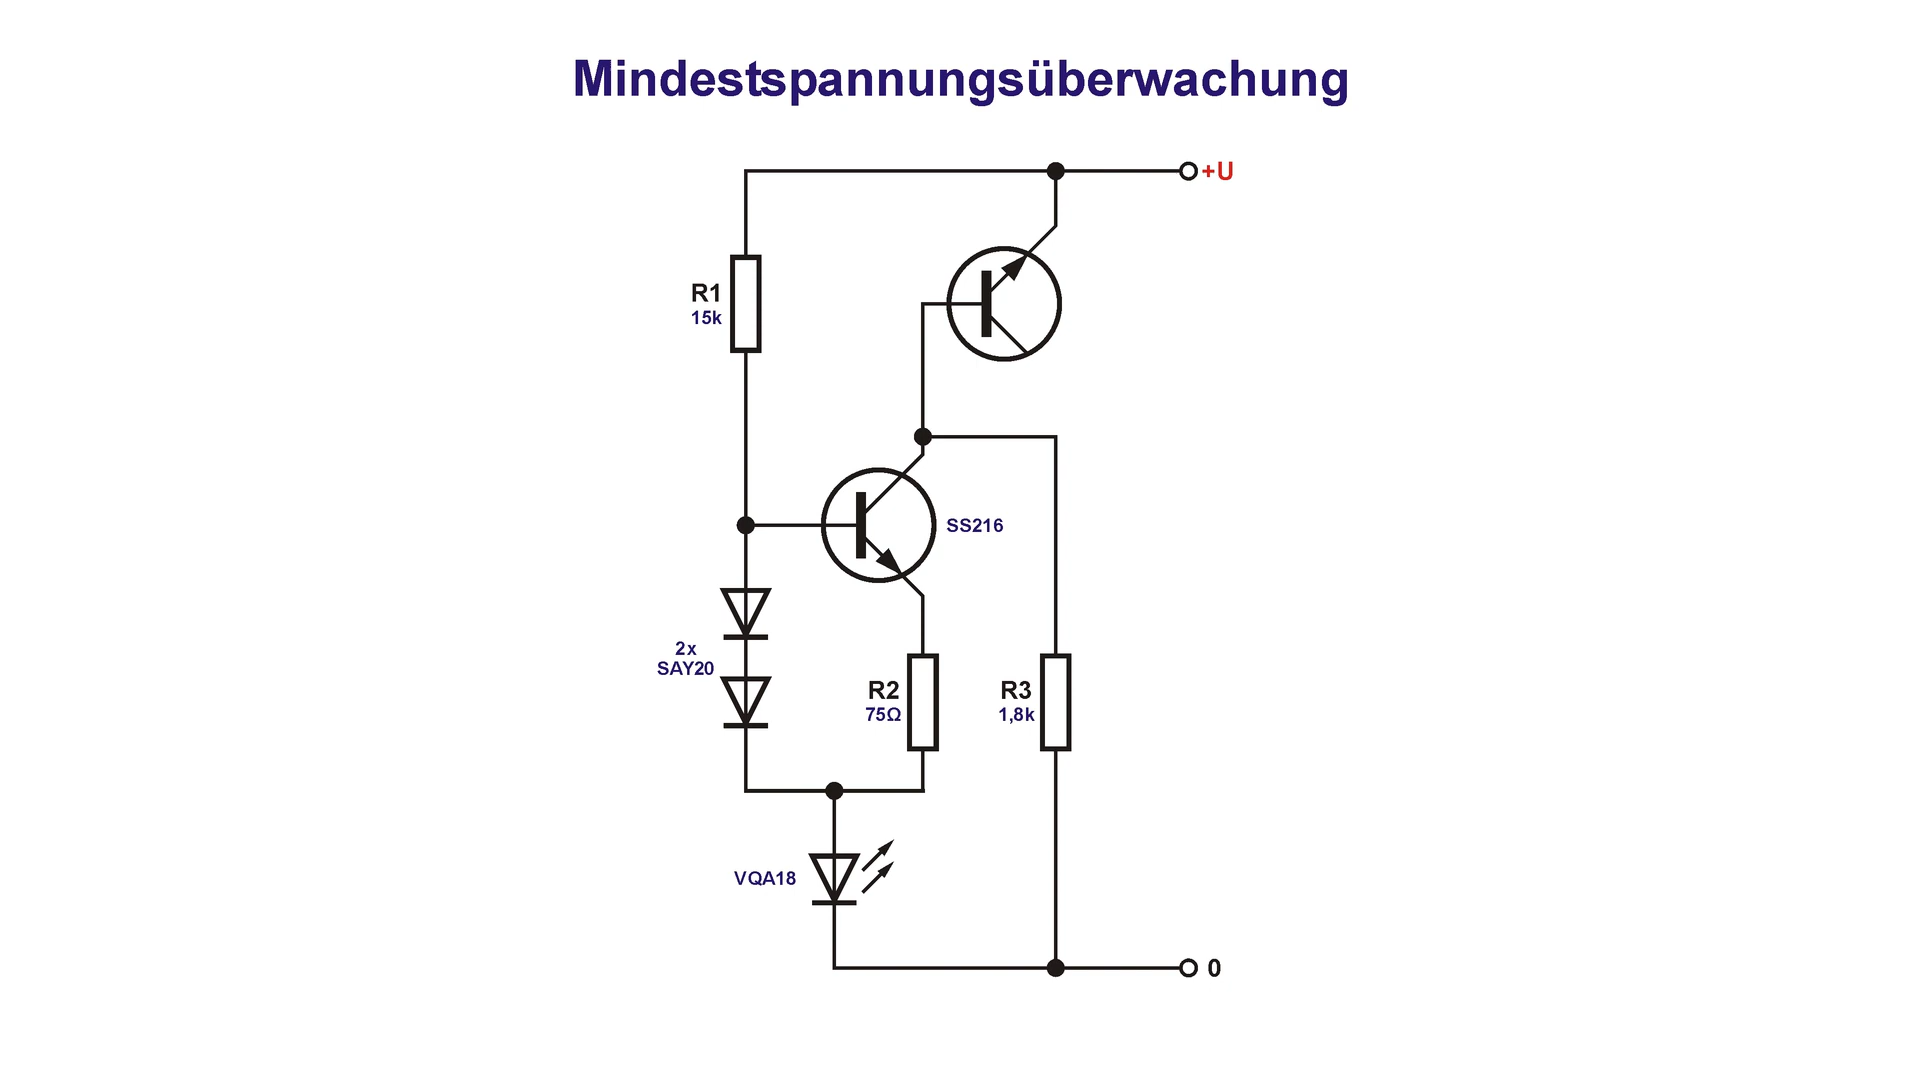 Mindestspannungsüberwachung
+U
R1
15k
SS216
2x
SAY20
R2
75Ω
R3
1,8k
VQA18
0